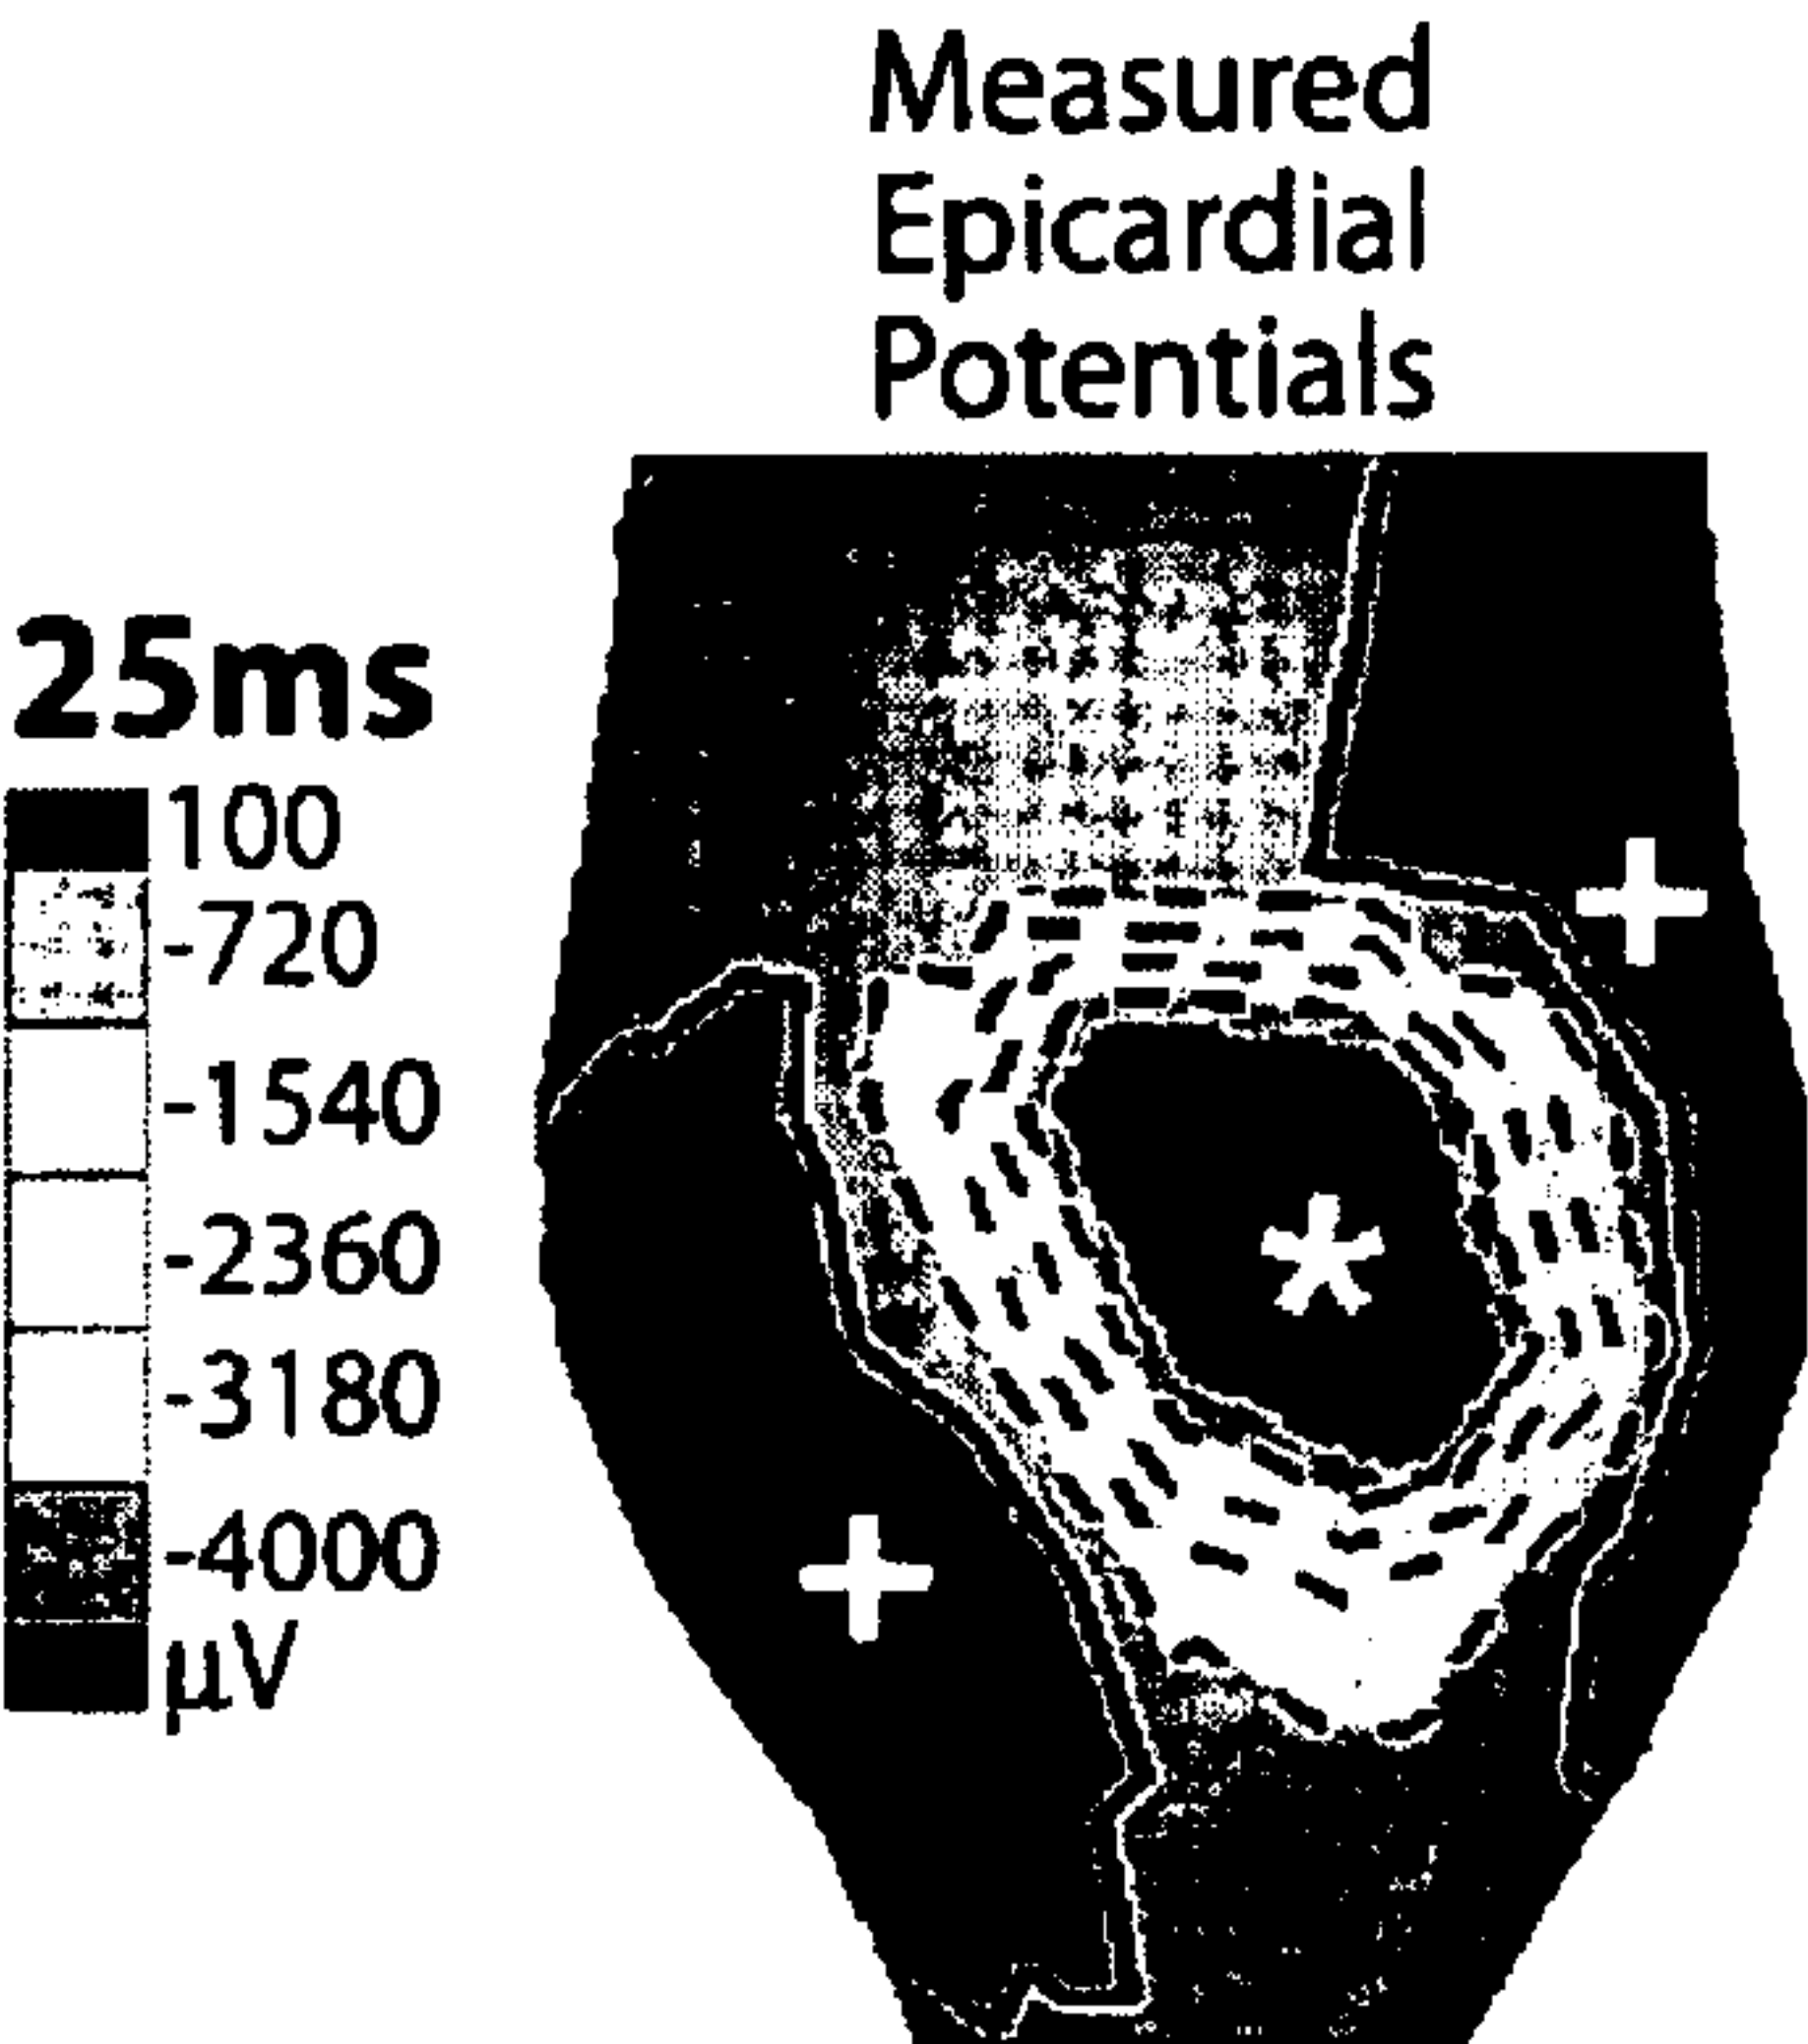 Measured
Epicardial
Potentials
25ms
100
-720
-1540
-2360
-3180
-4000
µV
+
*
+